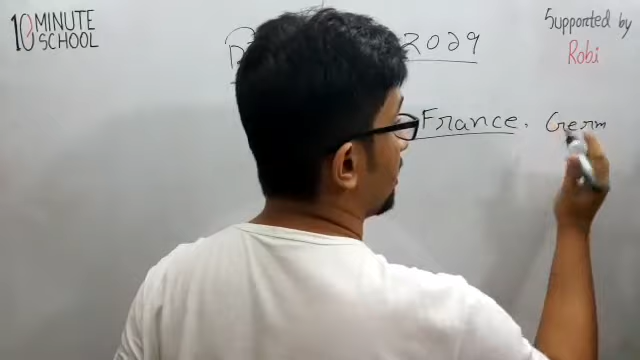 10 MINUTE SCHOOL
Supported by
Robi
2029
France, Germ